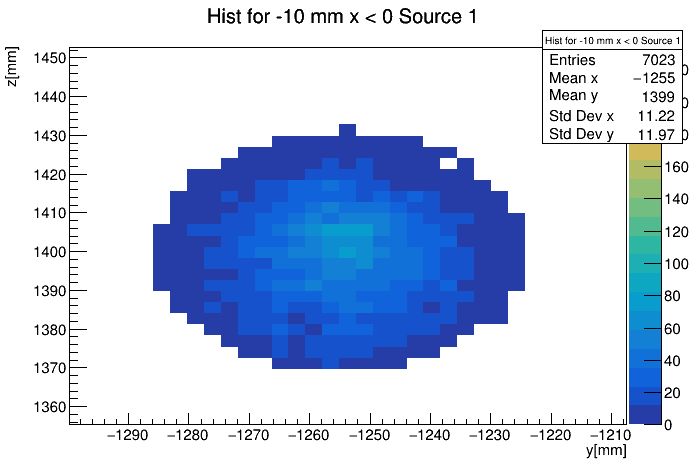 Hist for -10 mm x < 0 Source 1
Hist for -10 mm x < 0 Source 1
Entries 7023
Mean x −1255
Mean y 1399
Std Dev x 11.22
Std Dev y 11.97
z[mm]
1450
1440
1430
1420
1410
1400
1390
1380
1370
1360
160
140
120
100
80
60
40
20
0
−1290 −1280 −1270 −1260 −1250 −1240 −1230 −1220 −1210
y[mm]